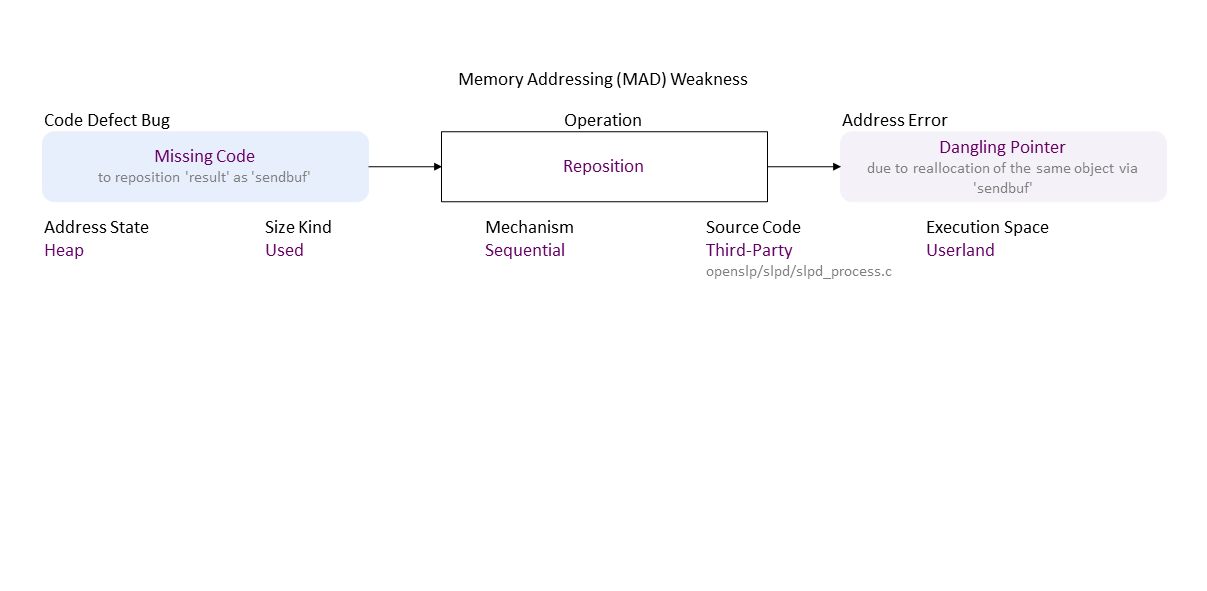 Memory Addressing (MAD) Weakness
Code Defect Bug
Operation
Address Error
Missing Code
to reposition 'result' as 'sendbuf'
Reposition
Dangling Pointer
due to reallocation of the same object via
'sendbuf'
Address State
Heap
Size Kind
Used
Mechanism
Sequential
Source Code
Third-Party
openslp/slpd/slpd_process.c
Execution Space
Userland